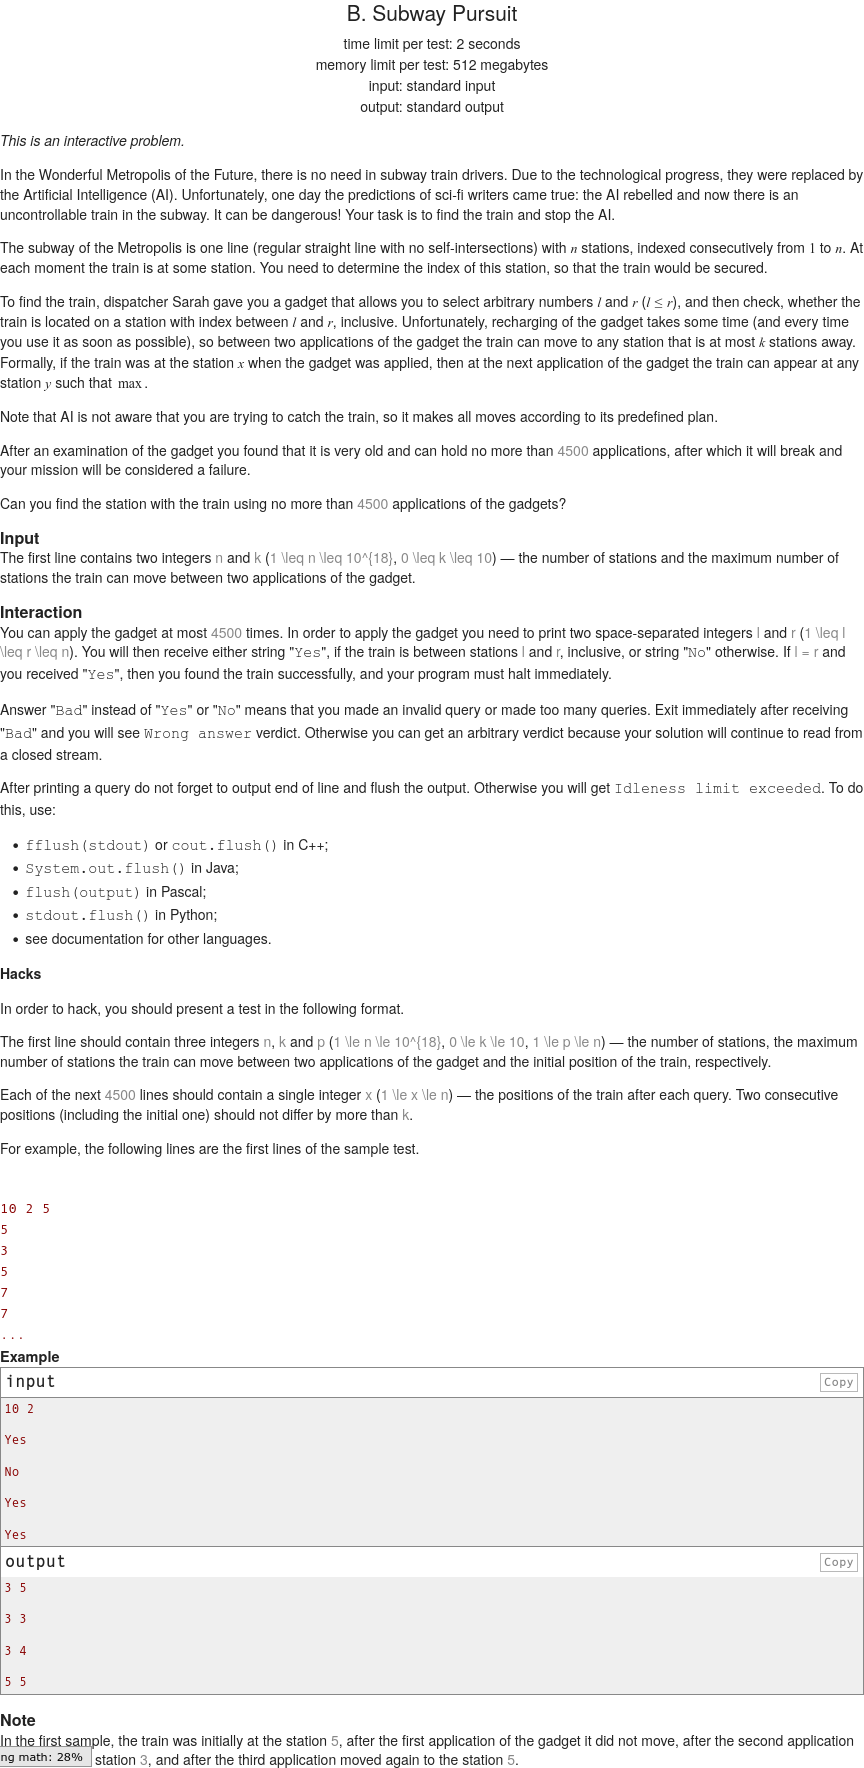 B. Subway Pursuit
time limit per test: 2 seconds
memory limit per test: 512 megabytes
input: standard input
output: standard output
This is an interactive problem.
In the Wonderful Metropolis of the Future, there is no need in subway train drivers. Due to the technological progress, they were replaced by
the Artificial Intelligence (AI). Unfortunately, one day the predictions of sci-fi writers came true: the AI rebelled and now there is an
uncontrollable train in the subway. It can be dangerous! Your task is to find the train and stop the AI.
The subway of the Metropolis is one line (regular straight line with no self-intersections) with n stations, indexed consecutively from 1 to n. At
each moment the train is at some station. You need to determine the index of this station, so that the train would be secured.
To find the train, dispatcher Sarah gave you a gadget that allows you to select arbitrary numbers l and r (l ≤ r), and then check, whether the
train is located on a station with index between l and r, inclusive. Unfortunately, recharging of the gadget takes some time (and every time
you use it as soon as possible), so between two applications of the gadget the train can move to any station that is at most k stations away.
Formally, if the train was at the station x when the gadget was applied, then at the next application of the gadget the train can appear at any
station y such that max .
Note that AI is not aware that you are trying to catch the train, so it makes all moves according to its predefined plan.
After an examination of the gadget you found that it is very old and can hold no more than 4500 applications, after which it will break and
your mission will be considered a failure.
Can you find the station with the train using no more than 4500 applications of the gadgets?
Input
The first line contains two integers n and k (1 \leq n \leq 10^{18}, 0 \leq k \leq 10) — the number of stations and the maximum number of
stations the train can move between two applications of the gadget.
Interaction
You can apply the gadget at most 4500 times. In order to apply the gadget you need to print two space-separated integers l and r (1 \leq l
\leq r \leq n). You will then receive either string "Yes", if the train is between stations l and r, inclusive, or string "No" otherwise. If l = r and
you received "Yes", then you found the train successfully, and your program must halt immediately.
Answer "Bad" instead of "Yes" or "No" means that you made an invalid query or made too many queries. Exit immediately after receiving
"Bad" and you will see Wrong answer verdict. Otherwise you can get an arbitrary verdict because your solution will continue to read from
a closed stream.
After printing a query do not forget to output end of line and flush the output. Otherwise you will get Idleness limit exceeded. To do
this, use:
• fflush(stdout) or cout.flush() in C++;
• System.out.flush() in Java;
• flush(output) in Pascal;
• stdout.flush() in Python;
• see documentation for other languages.
Hacks
In order to hack, you should present a test in the following format.
The first line should contain three integers n, k and p (1 \le n \le 10^{18}, 0 \le k \le 10, 1 \le p \le n) — the number of stations, the maximum
number of stations the train can move between two applications of the gadget and the initial position of the train, respectively.
Each of the next 4500 lines should contain a single integer x (1 \le x \le n) — the positions of the train after each query. Two consecutive
positions (including the initial one) should not differ by more than k.
For example, the following lines are the first lines of the sample test.
10 2 5
5
3
5
7
7
...
Example
input
Copy
10 2
Yes
No
Yes
Yes
output
Copy
3 5
3 3
3 4
5 5
Note
In the first sample, the train was initially at the station 5, after the first application of the gadget it did not move, after the second application
ng math: 28% station 3, and after the third application moved again to the station 5.